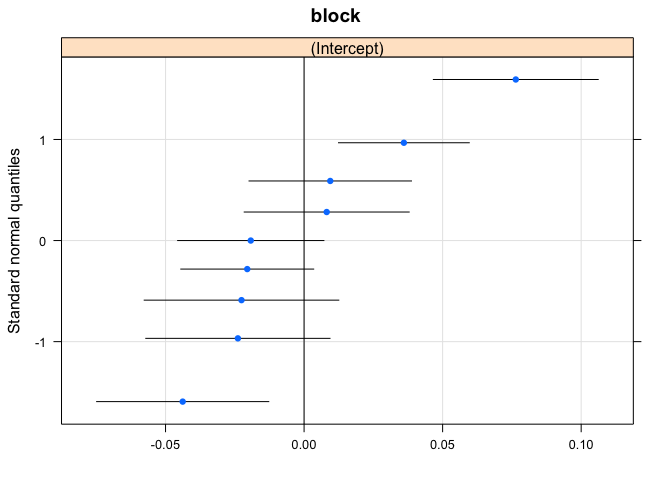 block
(Intercept)
Standard normal quantiles
1
0
-1
-0.05
0.00
0.05
0.10